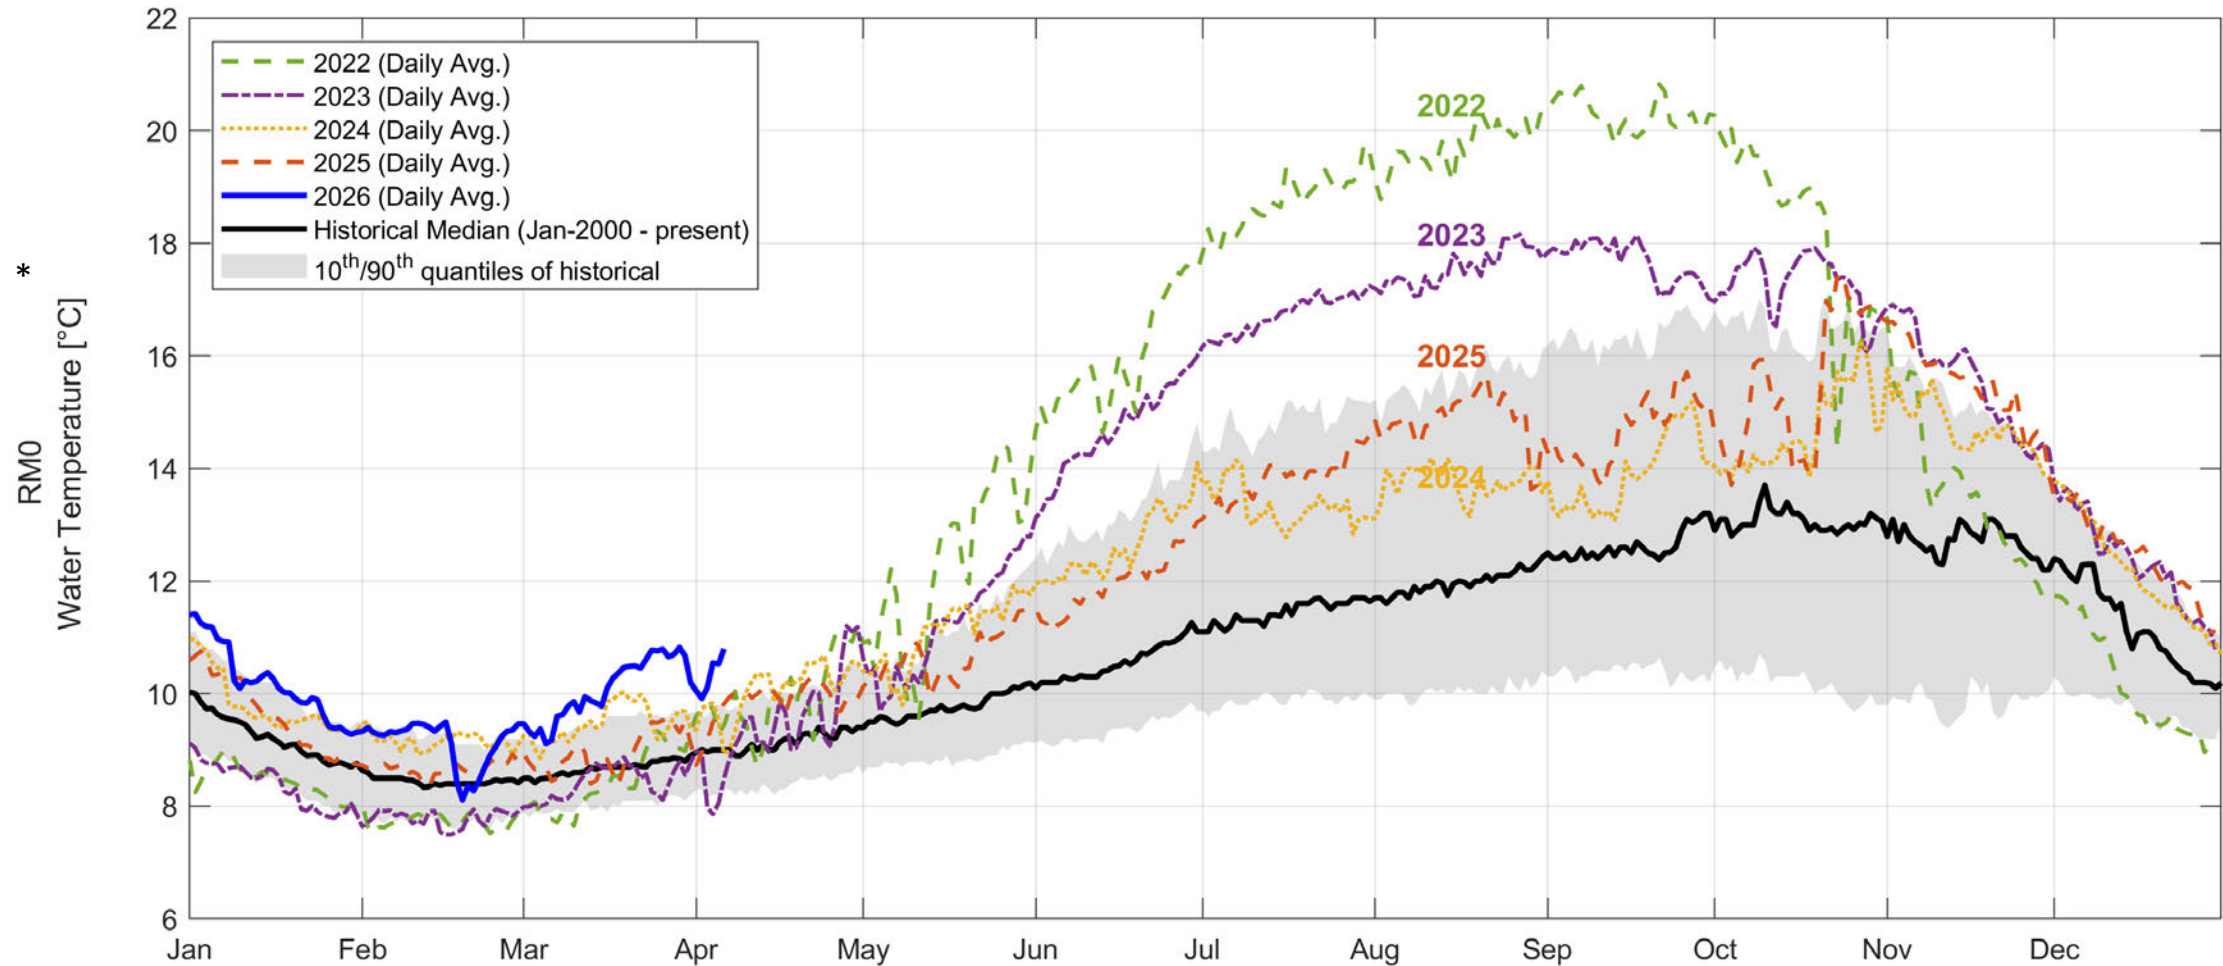 22
20
18
16
14
12
10
8
6
*
RM0
Water Temperature [°C]
2022 (Daily Avg.)
2023 (Daily Avg.)
2024 (Daily Avg.)
2025 (Daily Avg.)
2026 (Daily Avg.)
Historical Median (Jan-2000 - present)
10th/90th quantiles of historical
2022
2023
2025
2024
Jan Feb Mar Apr May Jun Jul Aug Sep Oct Nov Dec